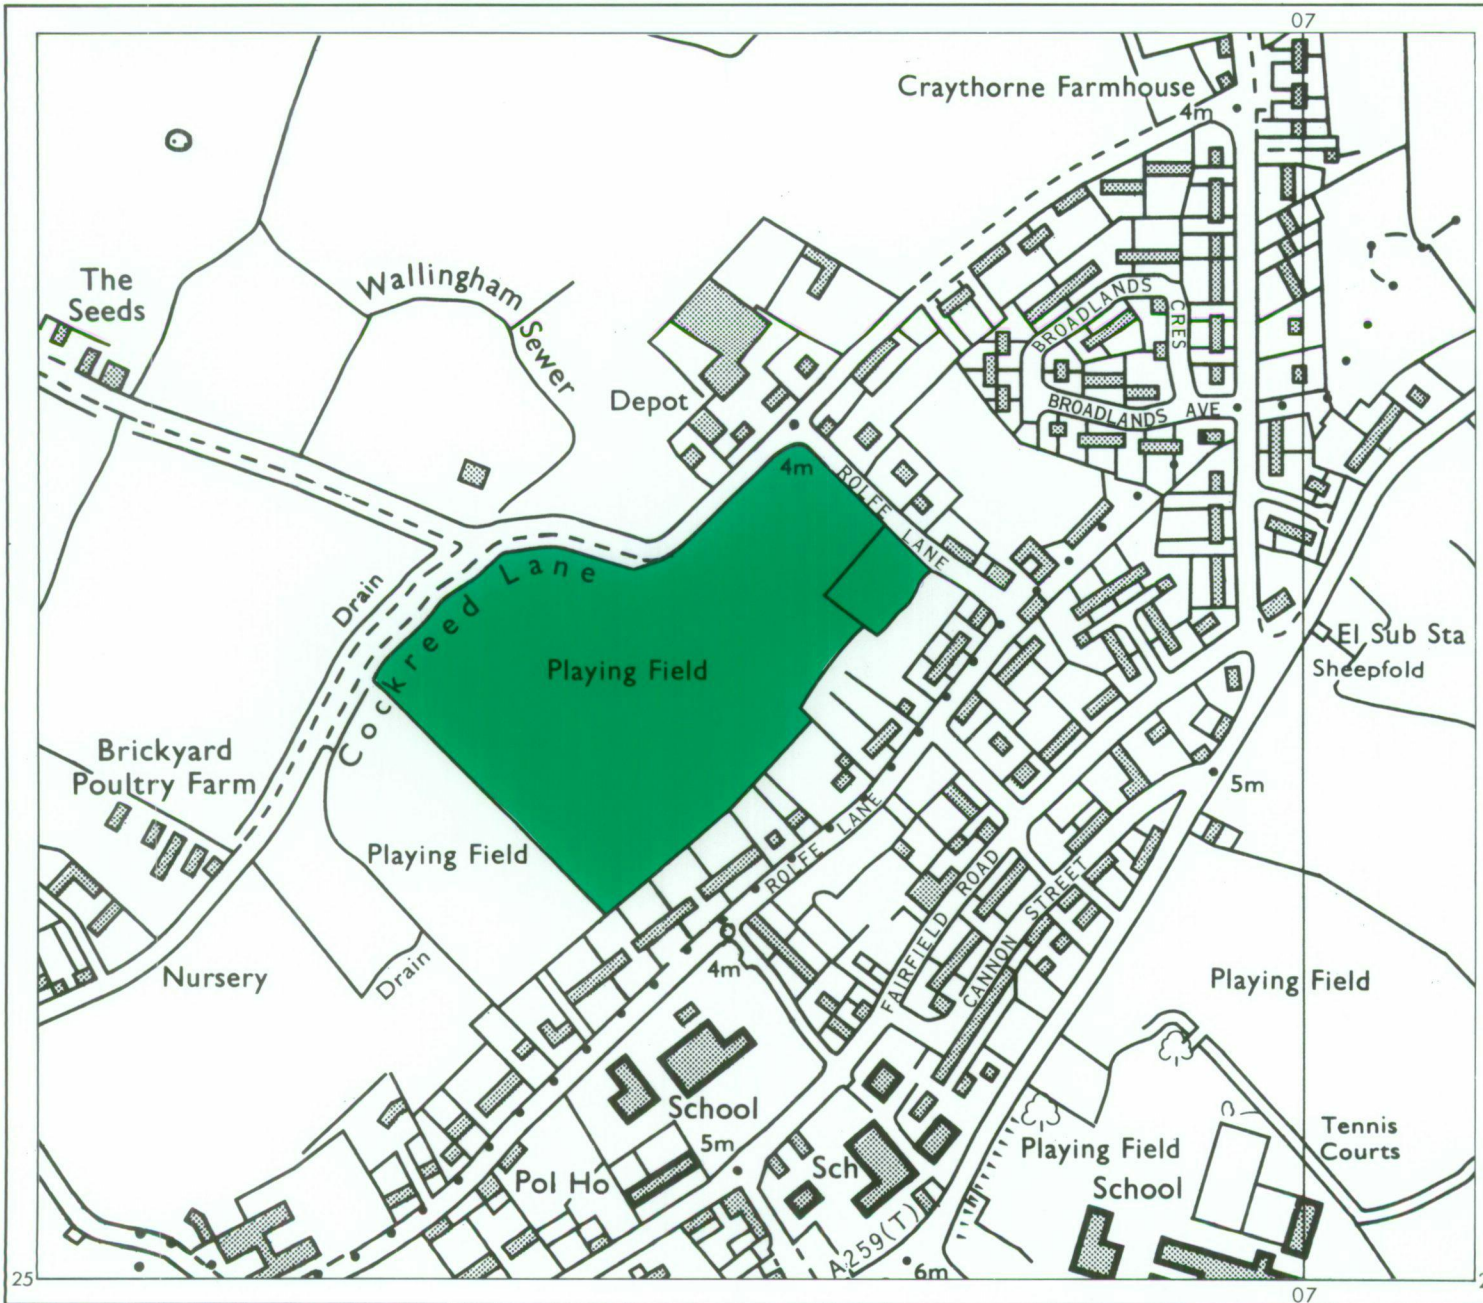 07
Craythorne Farmhouse
4m
The
Seeds
Wallingham
Sewer
BROADLANDS
CRES
Depot
BROADLANDS AVE
4m
ROLFE LANE
Drain
Cockreed Lane
El Sub Sta
Sheepfold
Playing Field
Brickyard
Poultry Farm
5m
ROLFE LANE
Playing Field
FAIRFIELD ROAD
CANNON STREET
Nursery
Drain
4m
Playing Field
School
5m
Tennis
Courts
Playing Field
School
Sch
Pol Ho
A 259(T)
6m
25
07